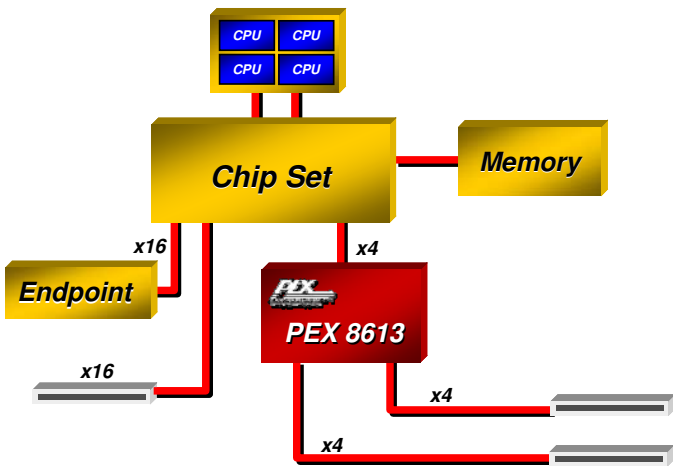 CPU CPU
CPU CPU
Chip Set
Memory
x16
x4
Endpoint
PEX
PEX 8613
x16
x4
x4